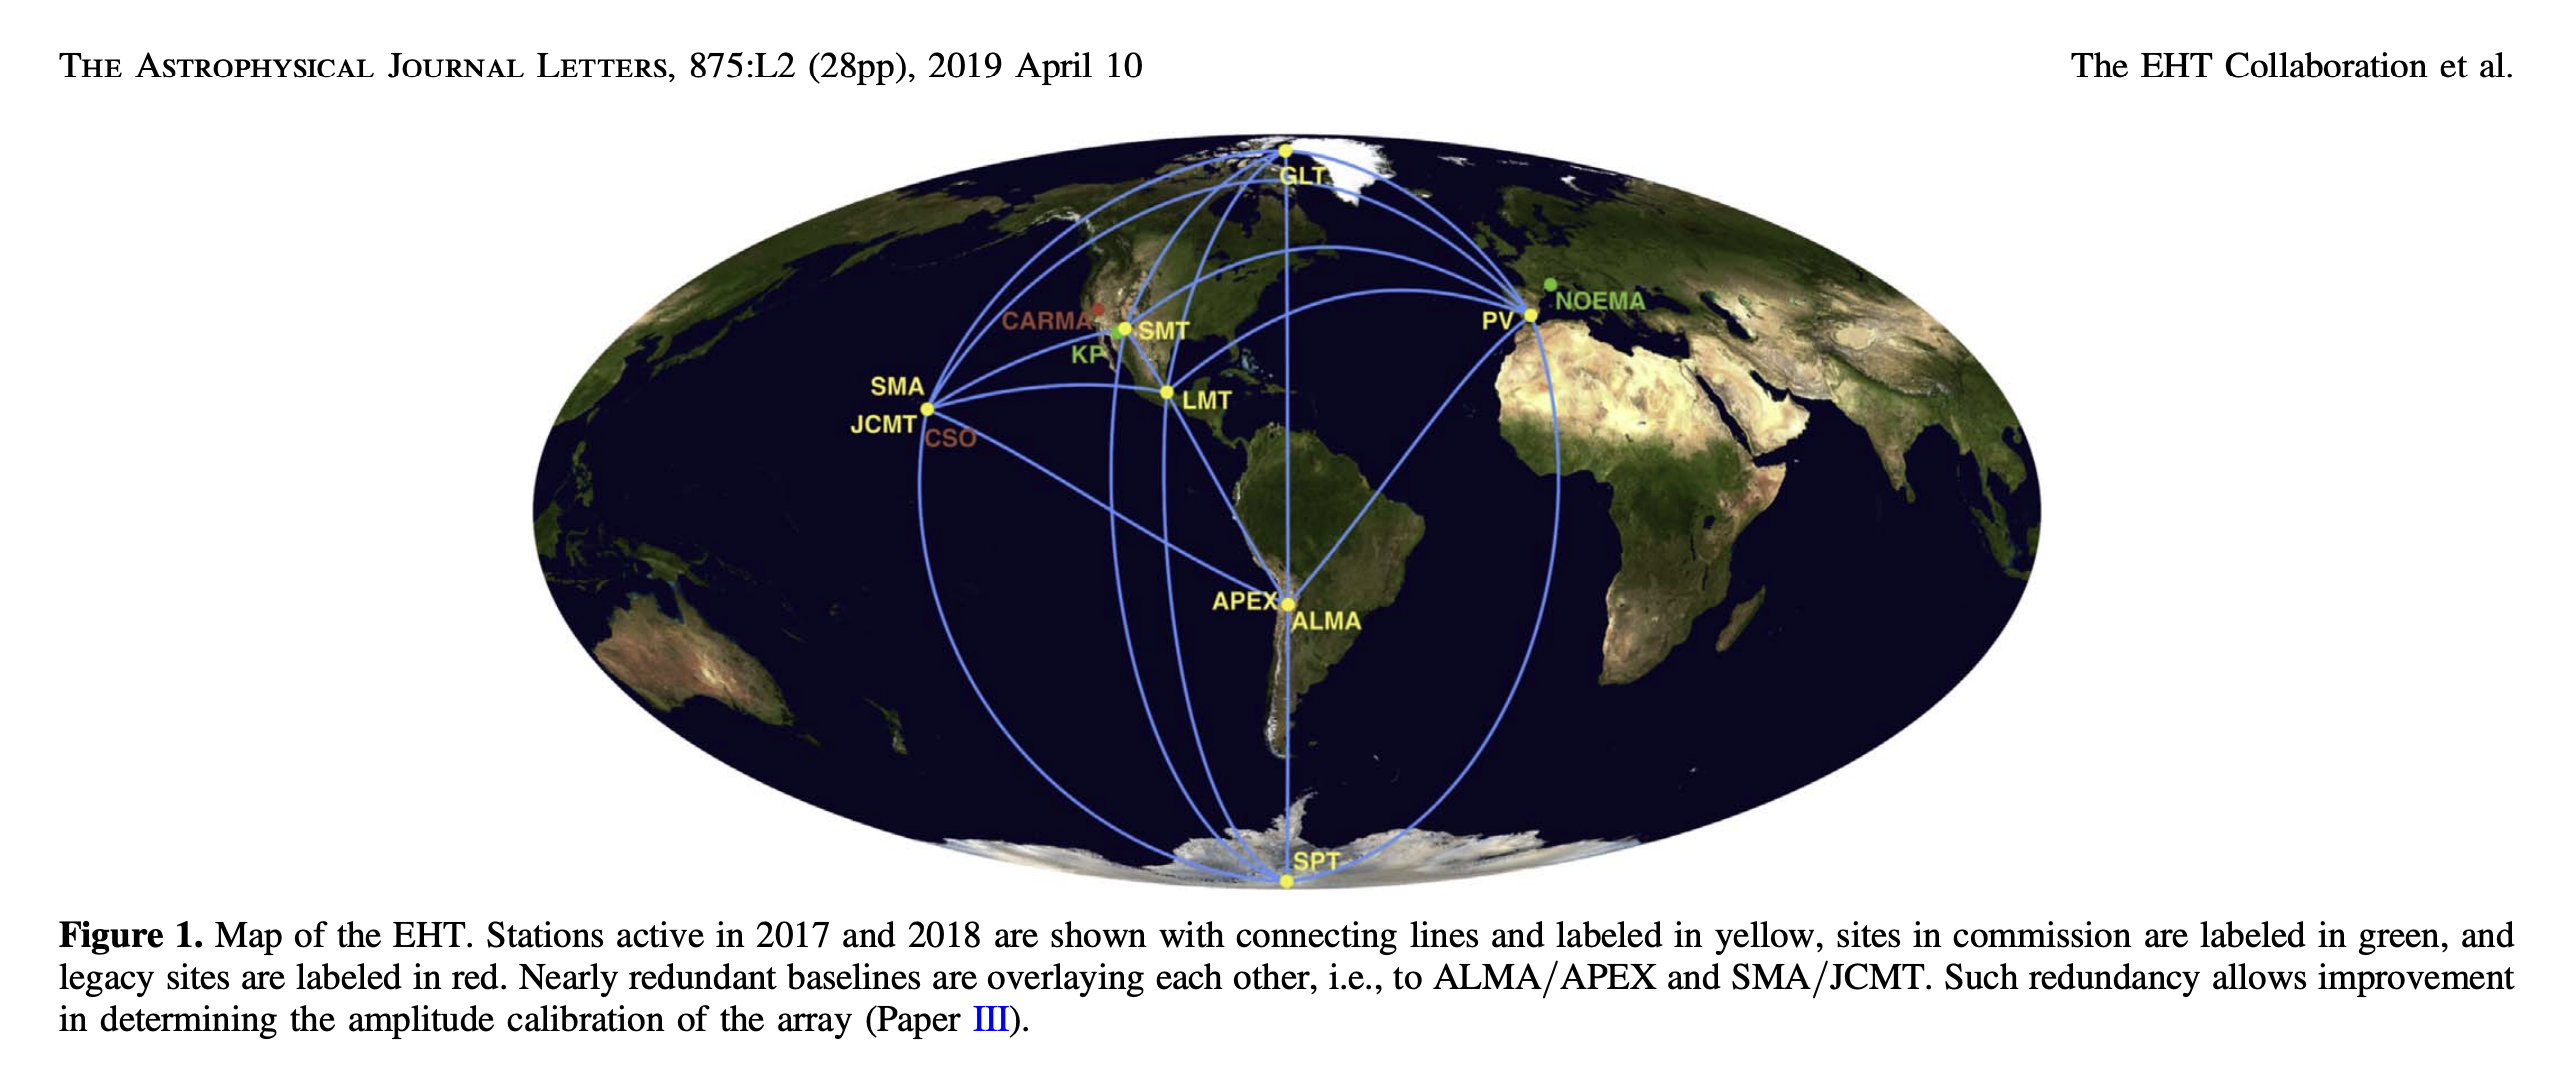 THE ASTROPHYSICAL JOURNAL LETTERS, 875:L2 (28pp), 2019 April 10
The EHT Collaboration et al.
GLT
NOEMA
CARMA
SMT
PV
KP
SMA
LMT
JCMT
CSO
APEX
ALMA
SPT
Figure 1. Map of the EHT. Stations active in 2017 and 2018 are shown with connecting lines and labeled in yellow, sites in commission are labeled in green, and
legacy sites are labeled in red. Nearly redundant baselines are overlaying each other, i.e., to ALMA/APEX and SMA/JCMT. Such redundancy allows improvement
in determining the amplitude calibration of the array (Paper III).